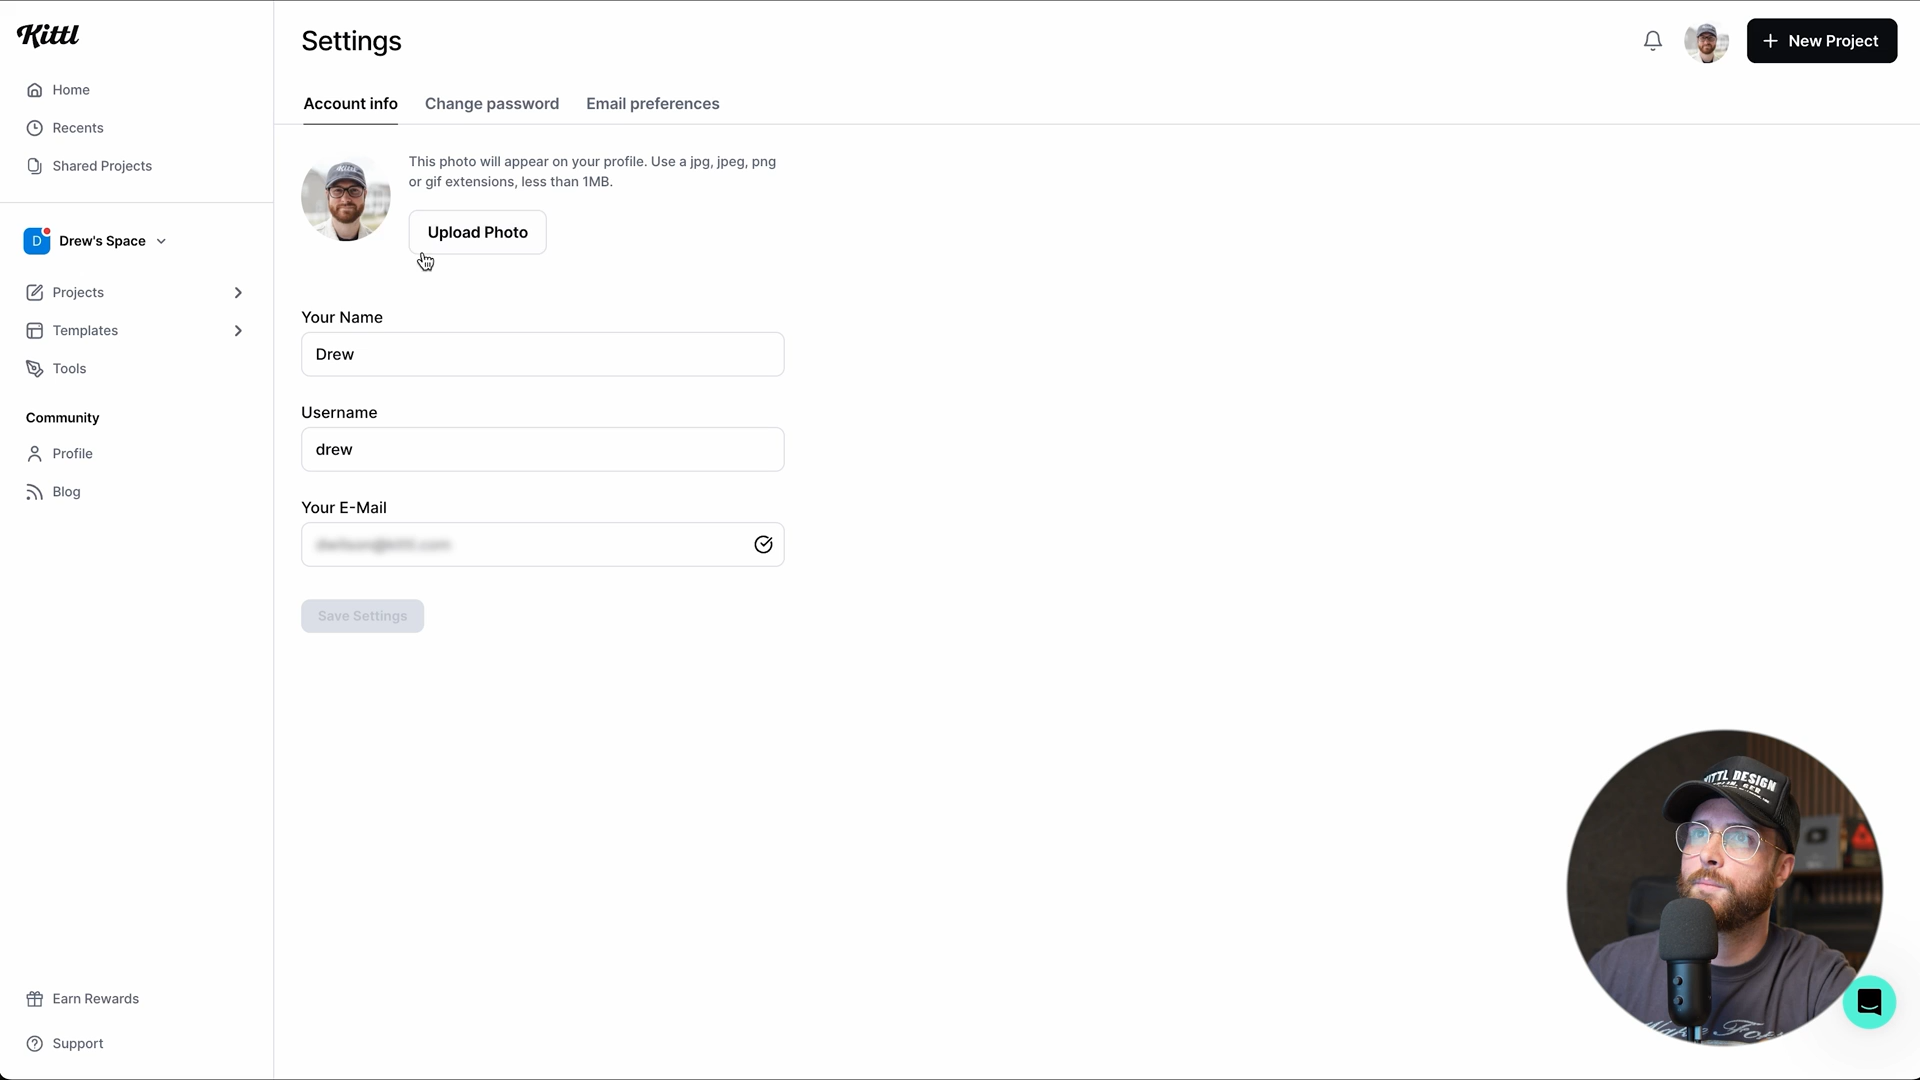 Kittl
Home
Recents
Shared Projects
D
Drew's Space
Projects
Templates
Tools
Community
Profile
Blog
Earn Rewards
Support
Settings
New Project
Account info
Change password
Email preferences
This photo will appear on your profile. Use a jpg, jpeg, png
or gif extensions, less than 1MB.
Upload Photo
Your Name
Drew
Username
drew
Your E-Mail
Save Settings
KITTL DESIGN